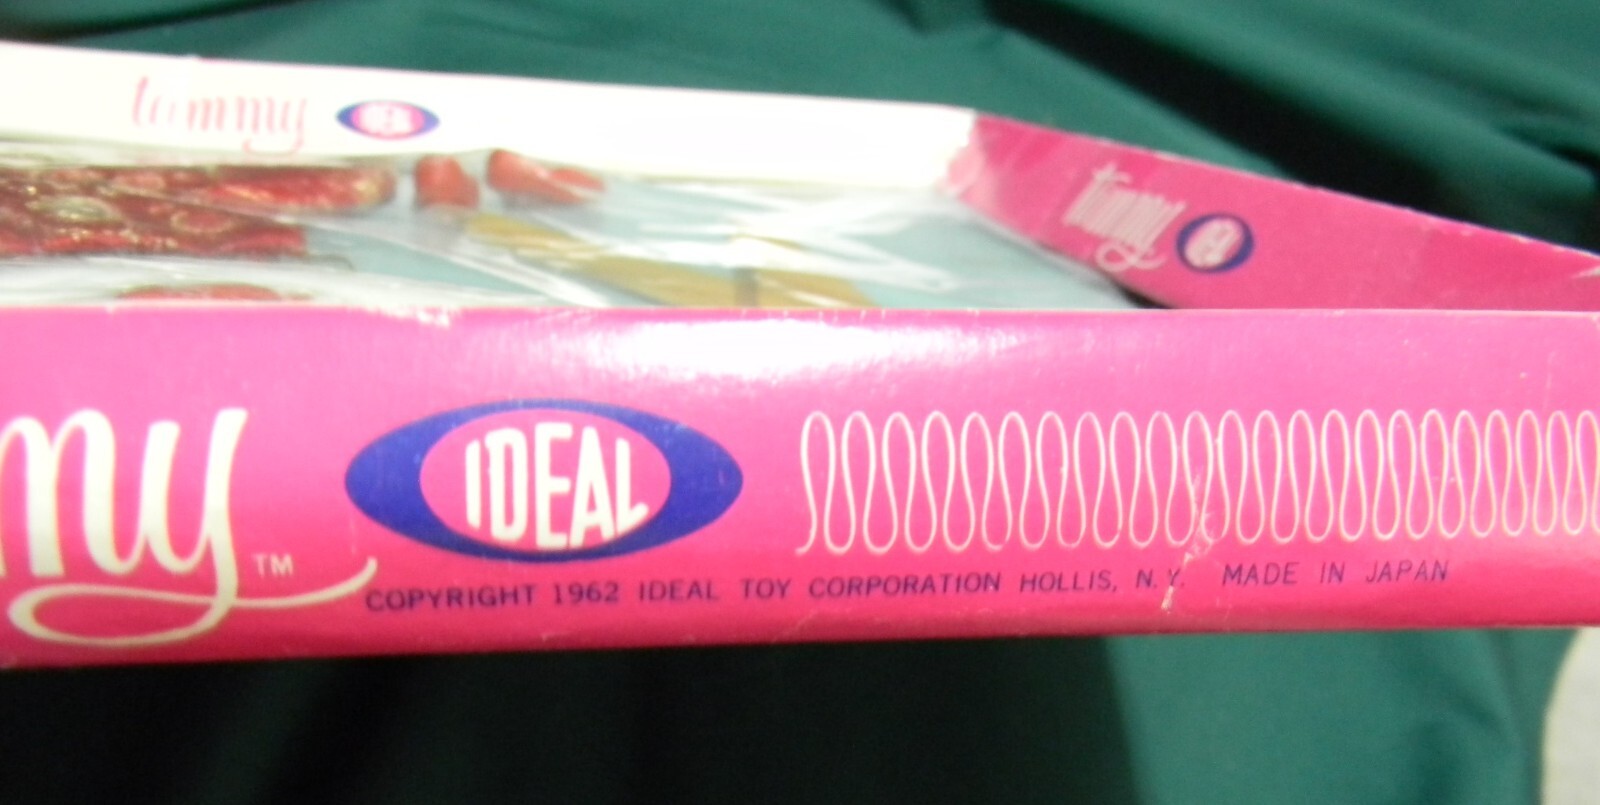 tammy IDEAL
tammy IDEAL
my™ IDEAL
COPYRIGHT 1962 IDEAL TOY CORPORATION HOLLIS, N.Y. MADE IN JAPAN